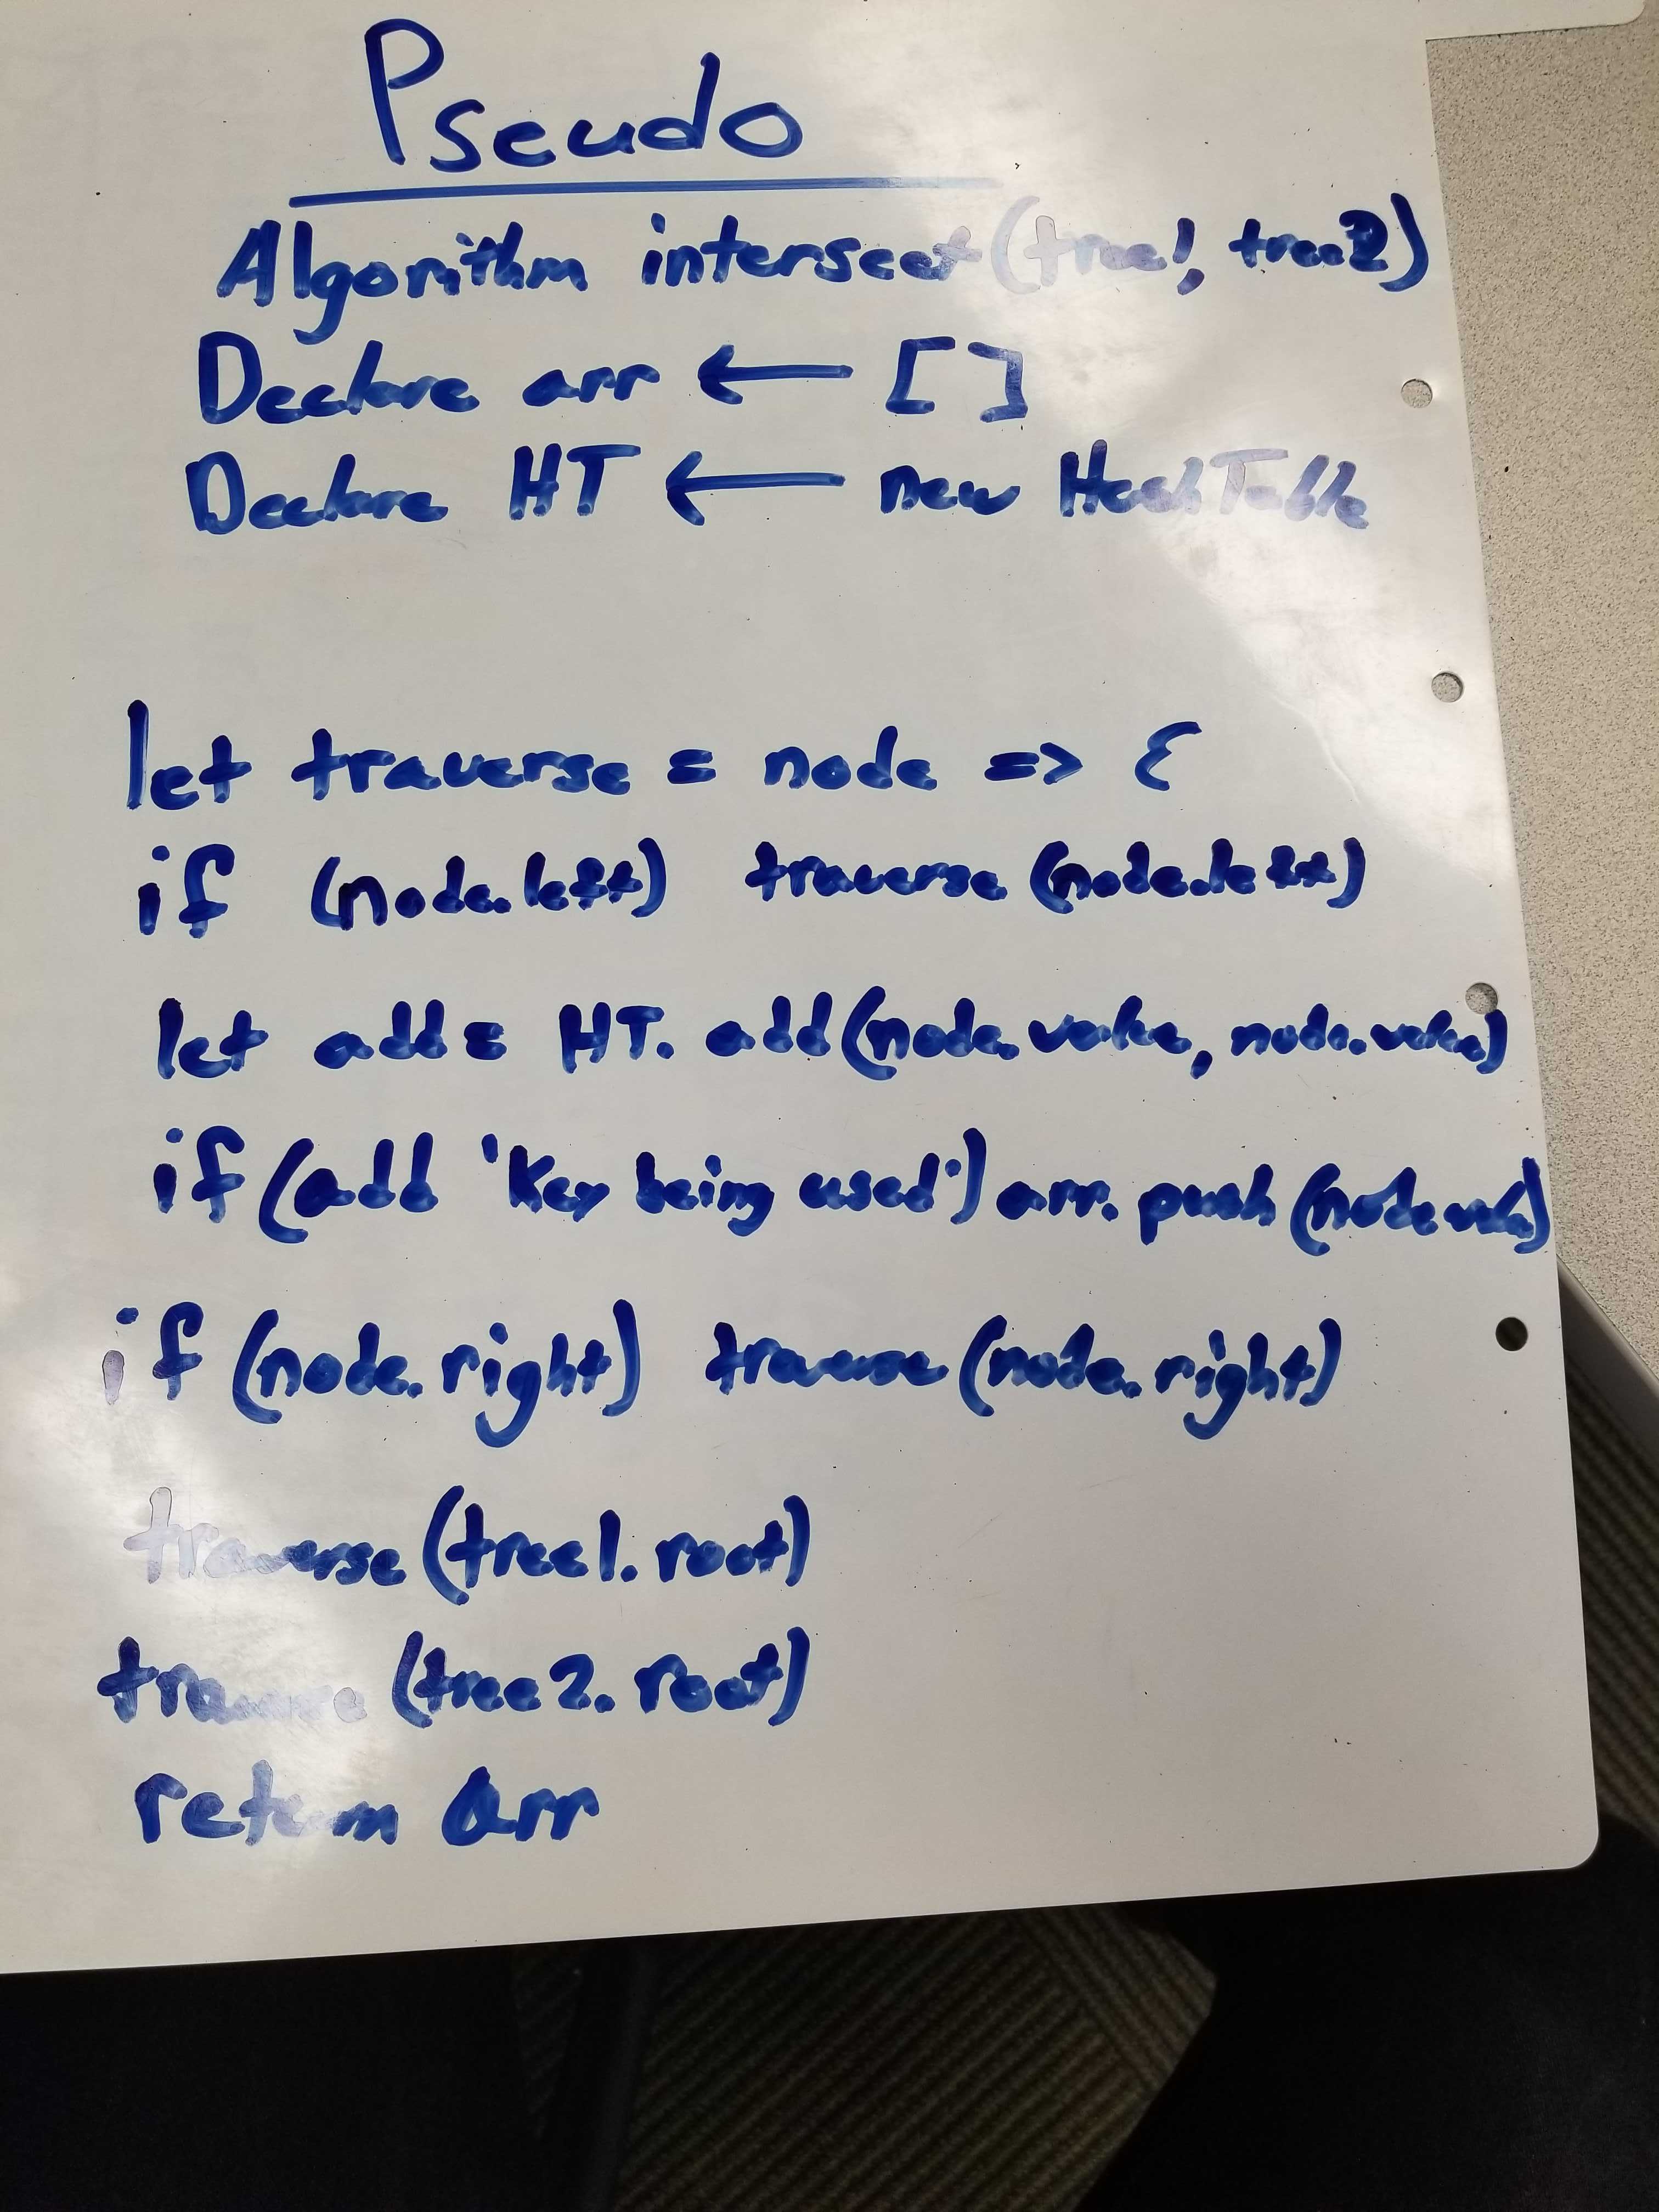 Pseudo
Algorithm intersect (tree1, tree2)
Declare arr ← [ ]
Declare HT ← new HashTable
let traverse = node => {
if (node.left) traverse (node.left)
let add = HT. add(node.value, node.value)
if (add 'Key being used') arr. push (node.val)
if (node.right) traverse (node.right)
traverse (tree1. root)
traverse (tree2. root)
return arr